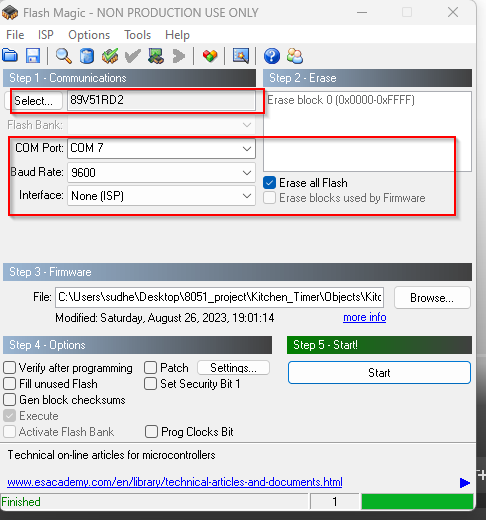 Flash Magic - NON PRODUCTION USE ONLY
File ISP Options Tools Help
Step 1 - Communications
Select... 89V51RD2
Flash Bank:
COM Port: COM 7
Baud Rate: 9600
Interface: None (ISP)
Step 2 - Erase
Erase block 0 (0x0000-0xFFFF)
Erase all Flash
Erase blocks used by Firmware
Step 3 - Firmware
File: C:\Users\sudhe\Desktop\8051_project\Kitchen_Timer\Objects\Kitc Browse...
Modified: Saturday, August 26, 2023, 19:01:14 more info
Step 4 - Options
Verify after programming Patch Settings...
Fill unused Flash Set Security Bit 1
Gen block checksums
Execute
Activate Flash Bank Prog Clocks Bit
Step 5 - Start!
Start
Technical on-line articles for microcontrollers
www.esacademy.com/en/library/technical-articles-and-documents.html
Finished 1